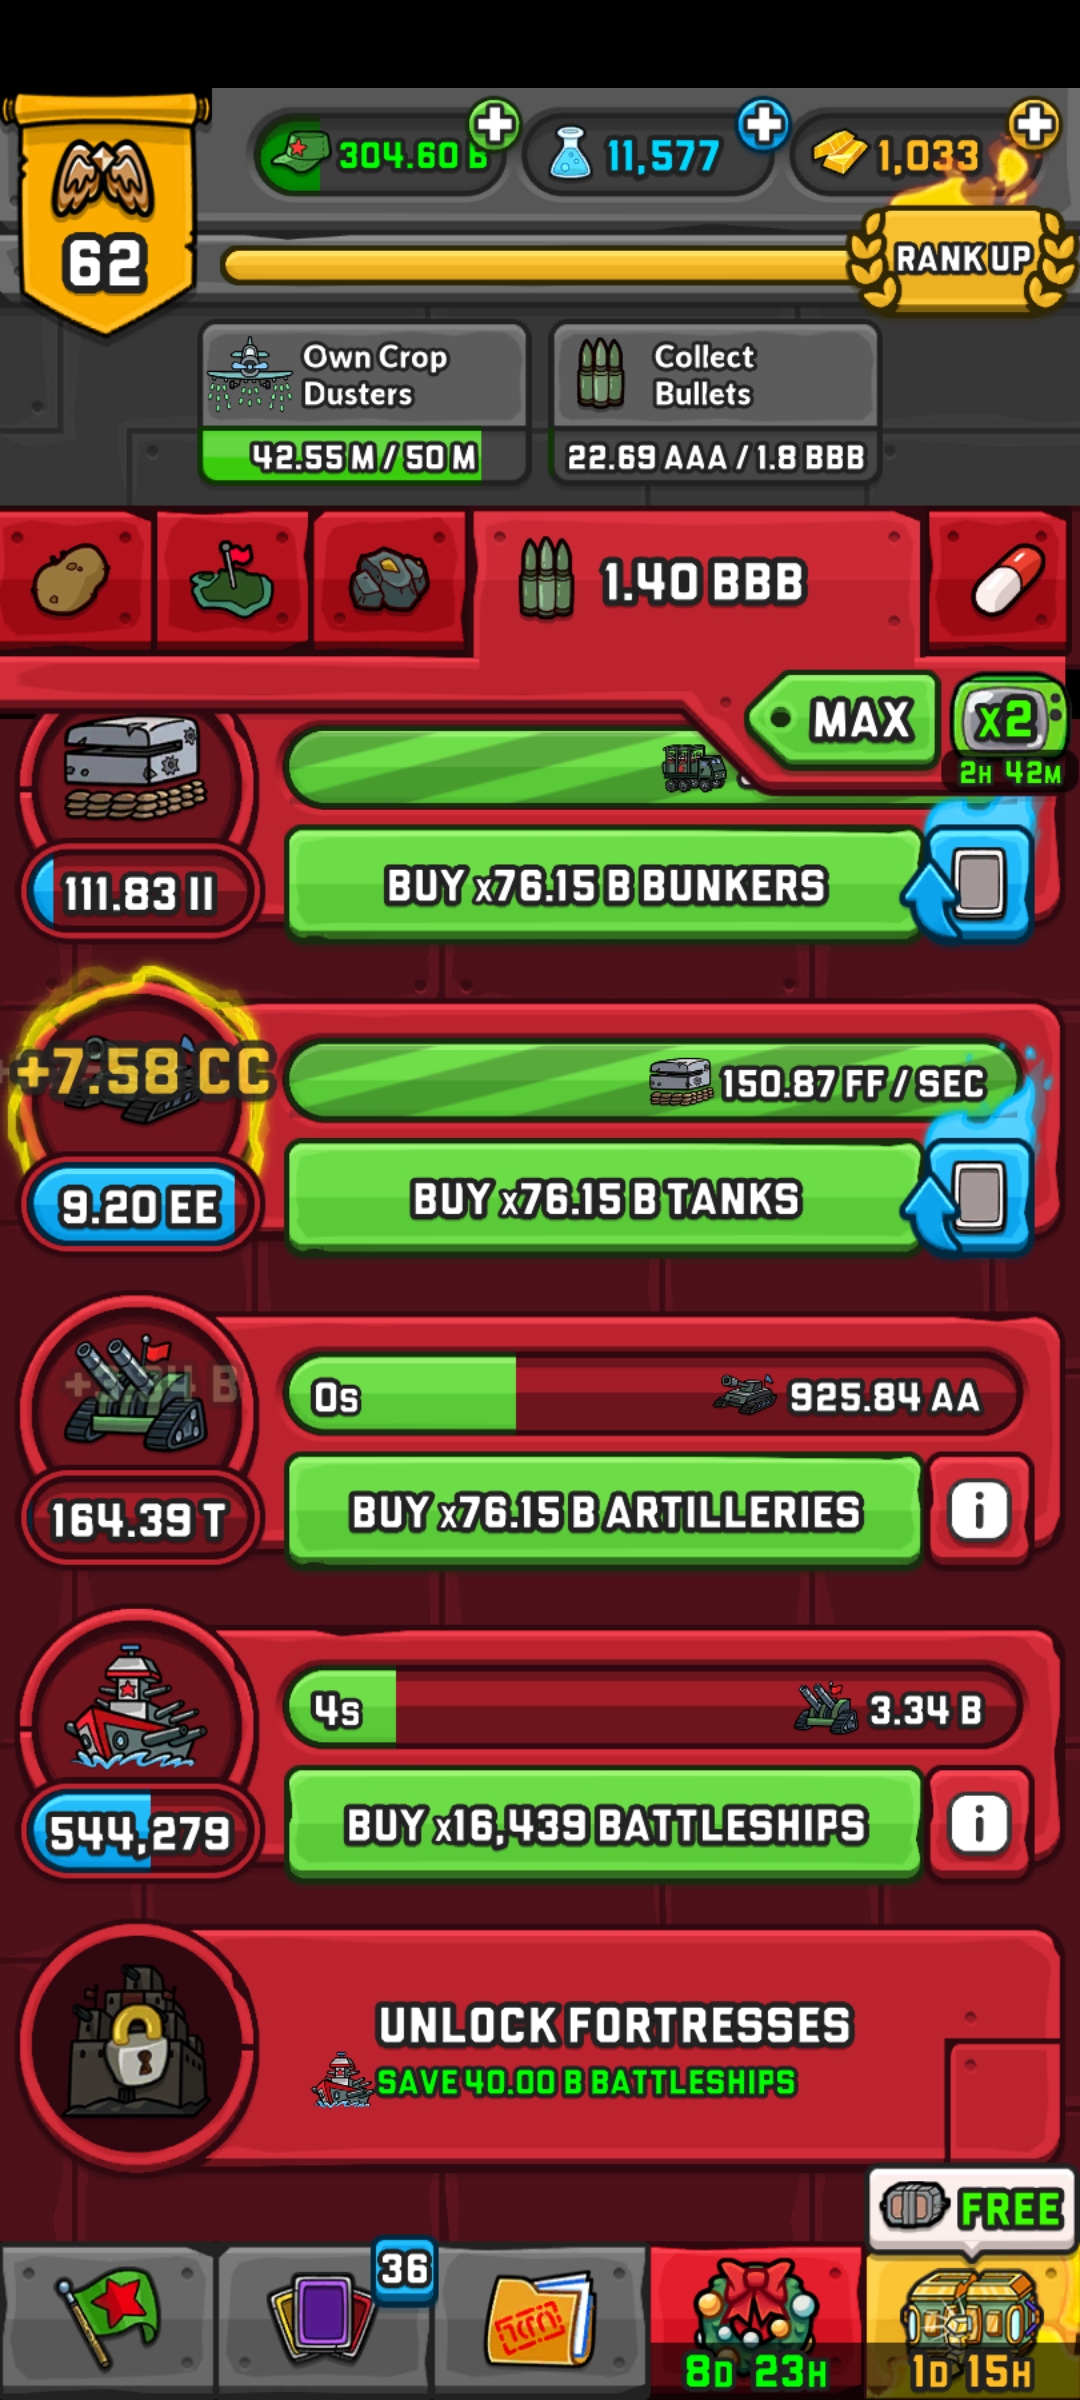 304.60 B
11,577
1,033
62
RANK UP
Own Crop
Dusters
42.55 M / 50 M
Collect
Bullets
22.69 AAA / 1.8 BBB
1.40 BBB
MAX
x2
2H 42M
111.83 II
BUY x76.15 B BUNKERS
+7.58 CC
150.87 FF / SEC
9.20 EE
BUY x76.15 B TANKS
+3.34 B
0s
925.84 AA
164.39 T
BUY x76.15 B ARTILLERIES
i
4s
3.34 B
544,279
BUY x16,439 BATTLESHIPS
i
UNLOCK FORTRESSES
SAVE 40.00 B BATTLESHIPS
FREE
36
8D 23H
1D 15H